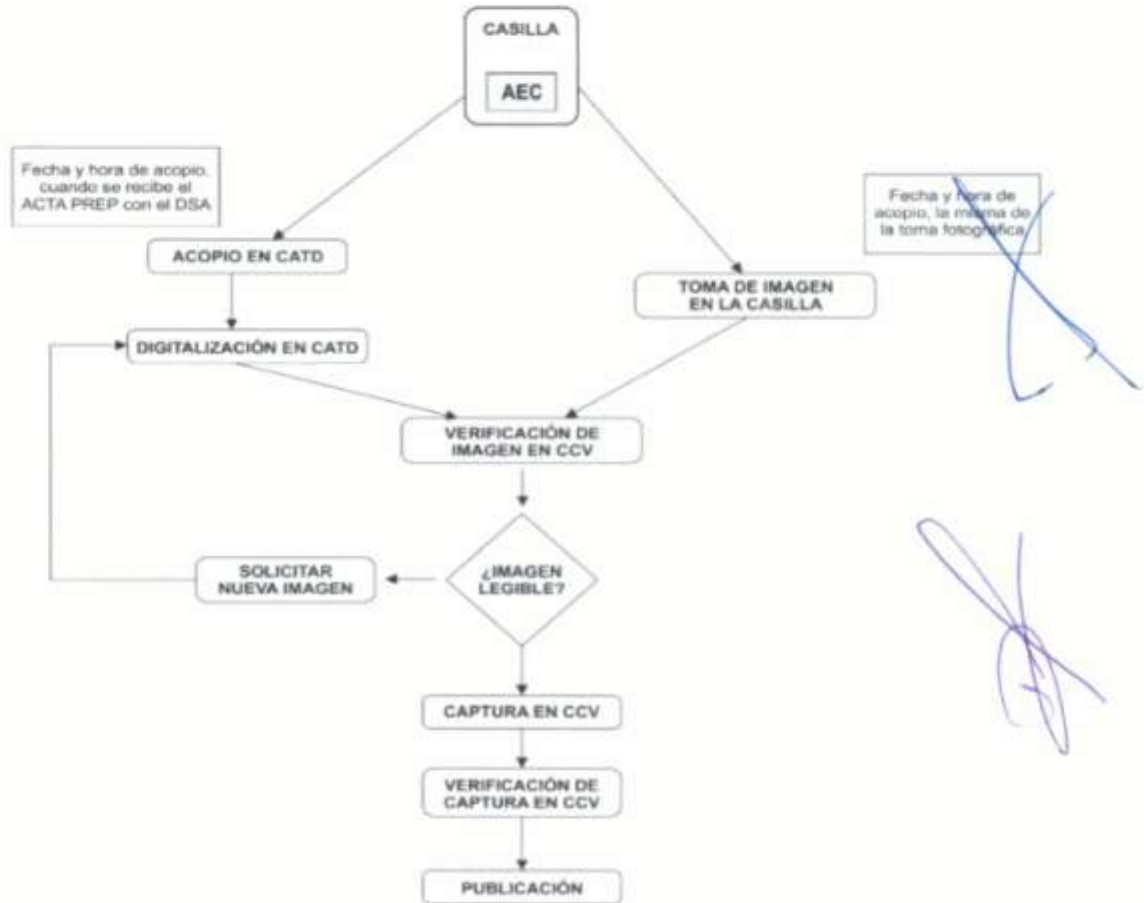 CASILLA
AEC
Fecha y hora de acopio,
cuando se recibe el
ACTA PREP con el DSA
Fecha y hora de
acopio, la misma de
la toma fotográfica
ACOPIO EN CATD
TOMA DE IMAGEN
EN LA CASILLA
DIGITALIZACIÓN EN CATD
VERIFICACIÓN DE
IMAGEN EN CCV
¿IMAGEN
LEGIBLE?
SOLICITAR
NUEVA IMAGEN
CAPTURA EN CCV
VERIFICACIÓN DE
CAPTURA EN CCV
PUBLICACIÓN